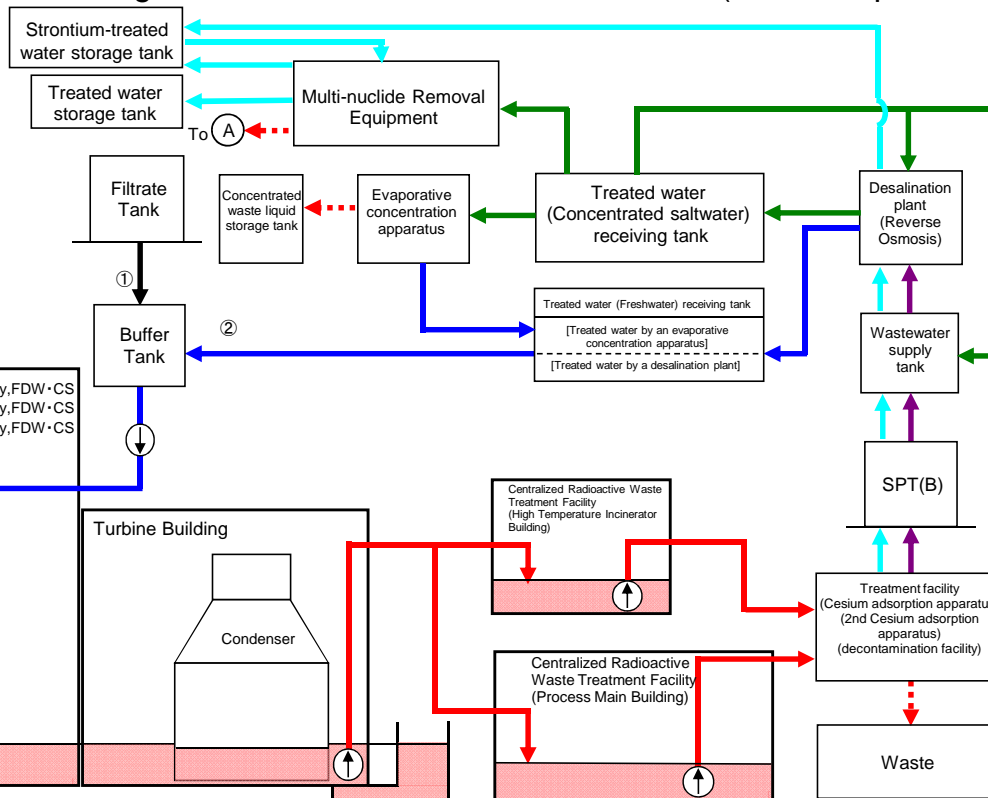 Strontium-treated
water storage tank
Treated water
storage tank
Multi-nuclide Removal
Equipment
To A
Filtrate
Tank
Concentrated
waste liquid
storage tank
Evaporative
concentration
apparatus
Treated water
(Concentrated saltwater)
receiving tank
Desalination
plant
(Reverse
Osmosis)
①
②
Buffer
Tank
Treated water (Freshwater) receiving tank
[Treated water by an evaporative
concentration apparatus]
[Treated water by a desalination plant]
Wastewater
supply
tank
y,FDW・CS
y,FDW・CS
y,FDW・CS
SPT(B)
Turbine Building
Condenser
Centralized Radioactive Waste
Treatment Facility
(High Temperature Incinerator
Building)
Treatment facility
(Cesium adsorption apparatu
(2nd Cesium adsorption
apparatus)
(decontamination facility)
Centralized Radioactive
Waste Treatment Facility
(Process Main Building)
Waste